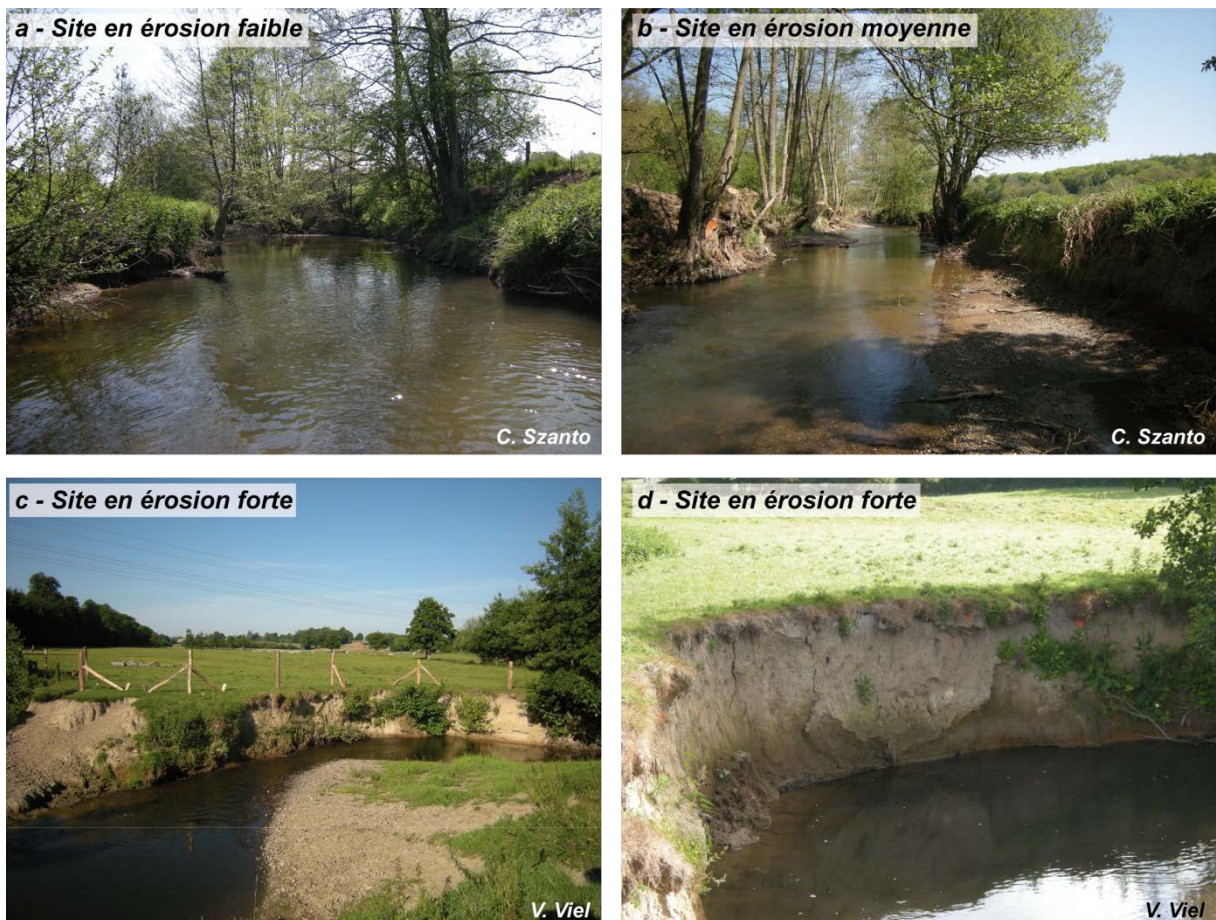 a - Site en érosion faible
C. Szanto
b - Site en érosion moyenne
C. Szanto
c - Site en érosion forte
V. Viel
d - Site en érosion forte
V. Viel